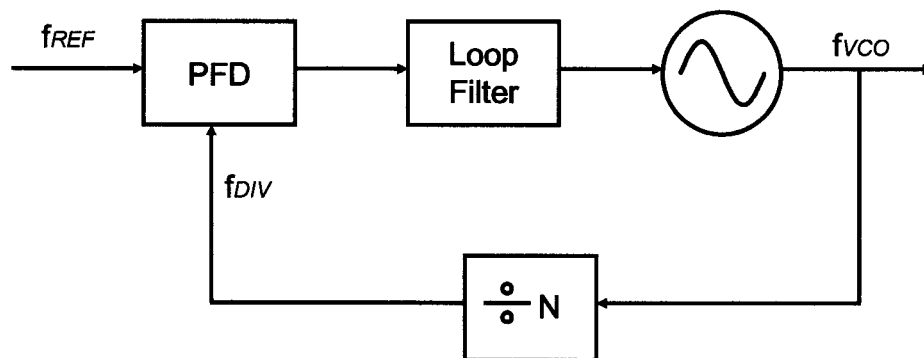 fREF
PFD
Loop
Filter
fVCO
fDIV
÷ N